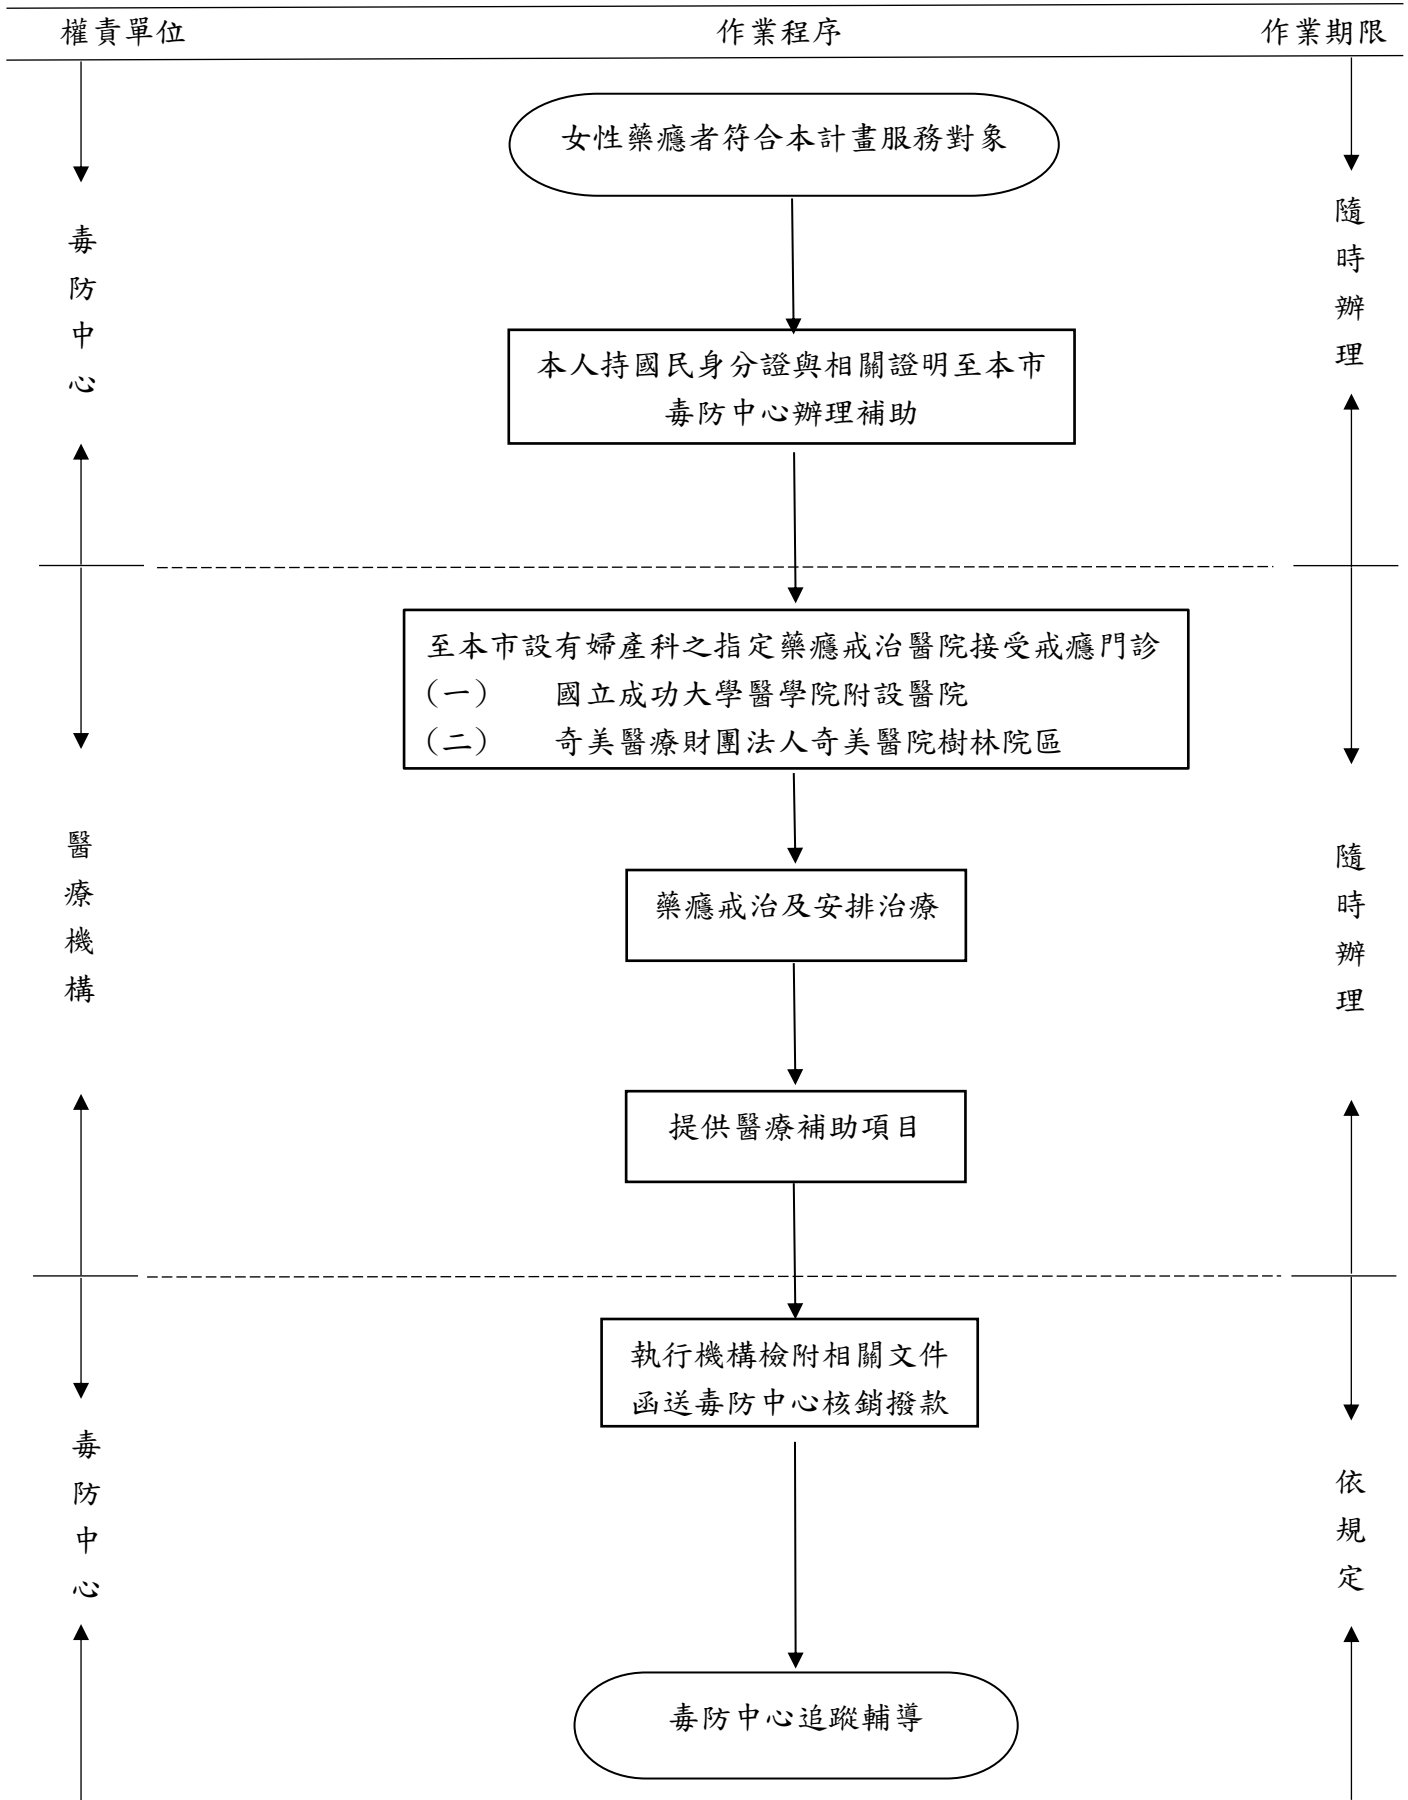 權責單位 作業程序 作業期限
女性藥癮者符合本計畫服務對象
毒防中心
隨時辦理
本人持國民身分證與相關證明至本市
毒防中心辦理補助
至本市設有婦產科之指定藥癮戒治醫院接受戒癮門診
(一) 國立成功大學醫學院附設醫院
(二) 奇美醫療財團法人奇美醫院樹林院區
醫療機構
隨時辦理
藥癮戒治及安排治療
提供醫療補助項目
執行機構檢附相關文件
函送毒防中心核銷撥款
毒防中心
依規定
毒防中心追蹤輔導